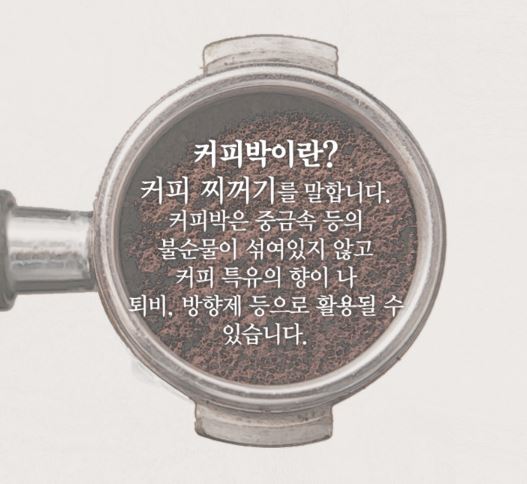 커피박이란?
커피 찌꺼기를 말합니다.
커피박은 중금속 등의
불순물이 섞여있지 않고
커피 특유의 향이 나
퇴비, 방향제 등으로 활용될 수
있습니다.